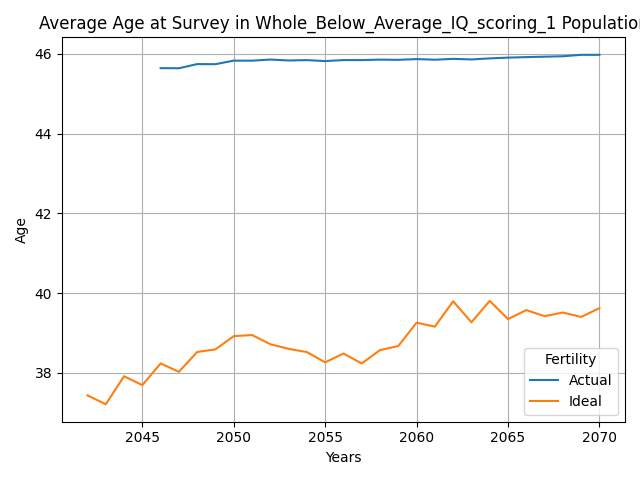 Average Age at Survey in Whole_Below_Average_IQ_scoring_1 Population
46
44
42
40
38
Age
2045 2050 2055 2060 2065 2070
Years
Fertility
Actual
Ideal